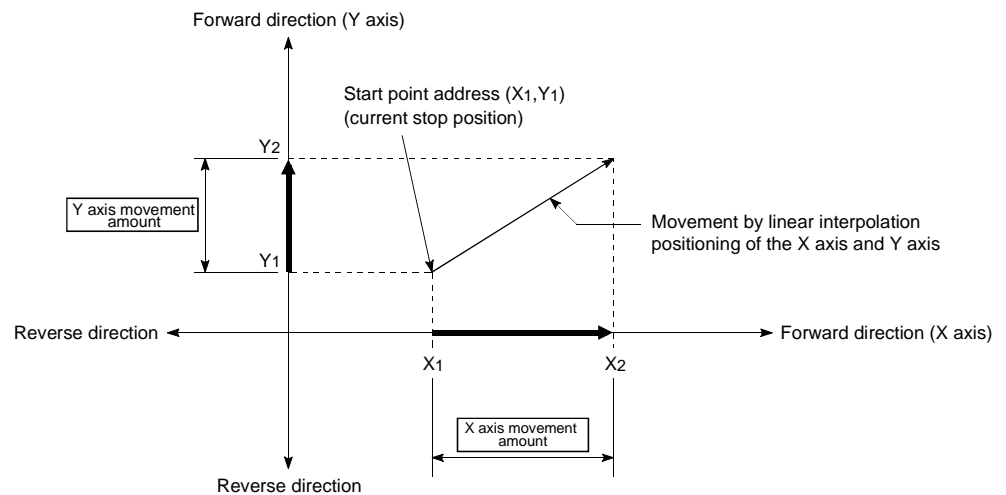 Forward direction (Y axis)
Start point address (X1,Y1)
(current stop position)
Y2
Y axis movement
amount
Movement by linear interpolation
positioning of the X axis and Y axis
Y1
Reverse direction
Forward direction (X axis)
X1
X2
X axis movement
amount
Reverse direction